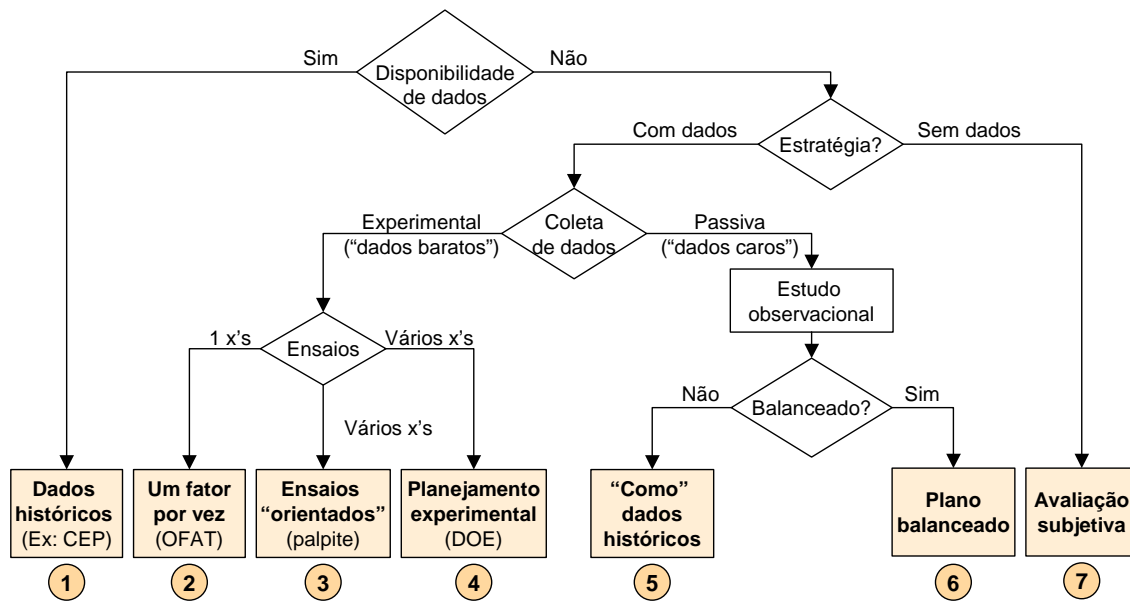 Sim
Não
Disponibilidade
de dados
Com dados
Sem dados
Estratégia?
Experimental
(“dados baratos”)
Coleta
de dados
Passiva
(“dados caros”)
Estudo
observacional
1 x’s
Ensaios
Vários x’s
Não
Sim
Balanceado?
Vários x’s
Dados
históricos
(Ex: CEP)
Um fator
por vez
(OFAT)
Ensaios
“orientados”
(palpite)
Planejamento
experimental
(DOE)
“Como”
dados
históricos
Plano
balanceado
Avaliação
subjetiva
1
2
3
4
5
6
7